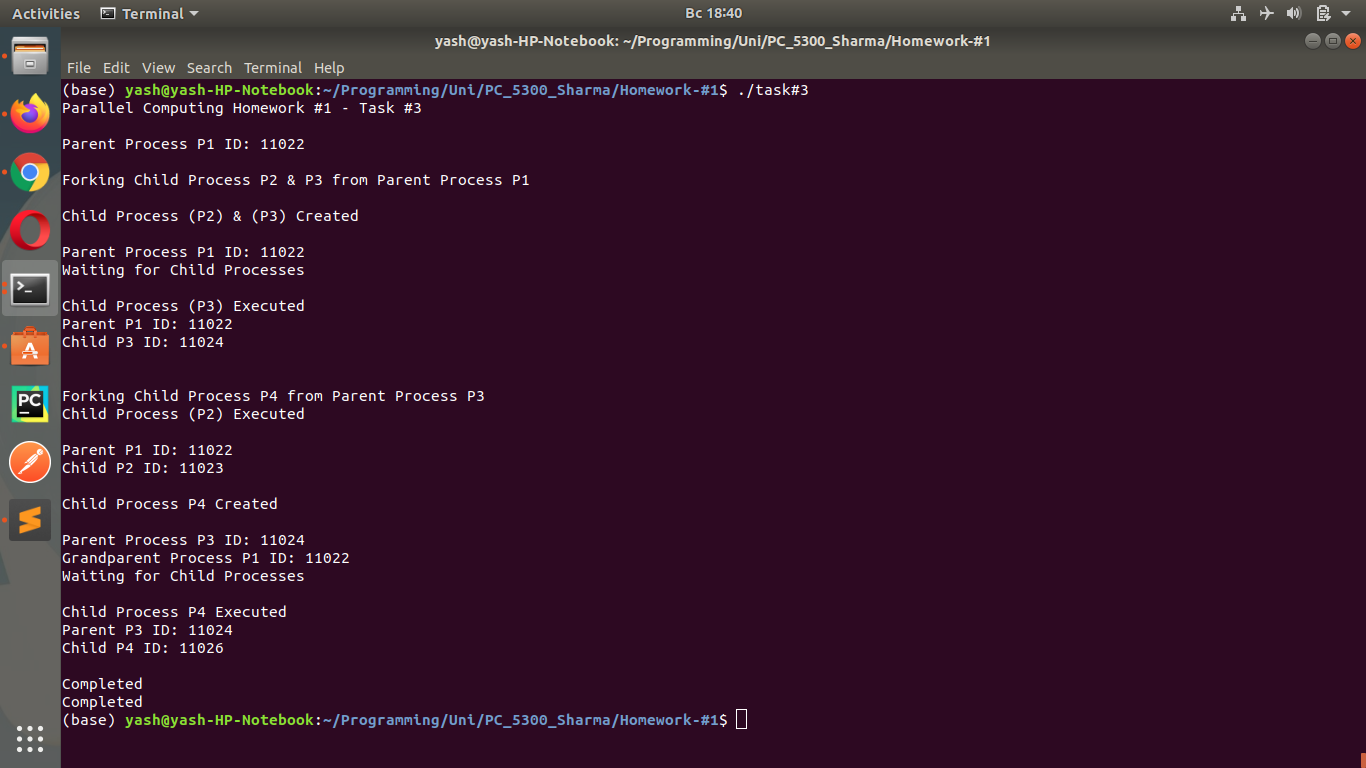 Activities Terminal Вс 18:40
yash@yash-HP-Notebook: ~/Programming/Uni/PC_5300_Sharma/Homework-#1
File Edit View Search Terminal Help
(base) yash@yash-HP-Notebook:~/Programming/Uni/PC_5300_Sharma/Homework-#1$ ./task#3
Parallel Computing Homework #1 - Task #3
Parent Process P1 ID: 11022
Forking Child Process P2 & P3 from Parent Process P1
Child Process (P2) & (P3) Created
Parent Process P1 ID: 11022
Waiting for Child Processes
Child Process (P3) Executed
Parent P1 ID: 11022
Child P3 ID: 11024
Forking Child Process P4 from Parent Process P3
Child Process (P2) Executed
Parent P1 ID: 11022
Child P2 ID: 11023
Child Process P4 Created
Parent Process P3 ID: 11024
Grandparent Process P1 ID: 11022
Waiting for Child Processes
Child Process P4 Executed
Parent P3 ID: 11024
Child P4 ID: 11026
Completed
Completed
(base) yash@yash-HP-Notebook:~/Programming/Uni/PC_5300_Sharma/Homework-#1$
PC